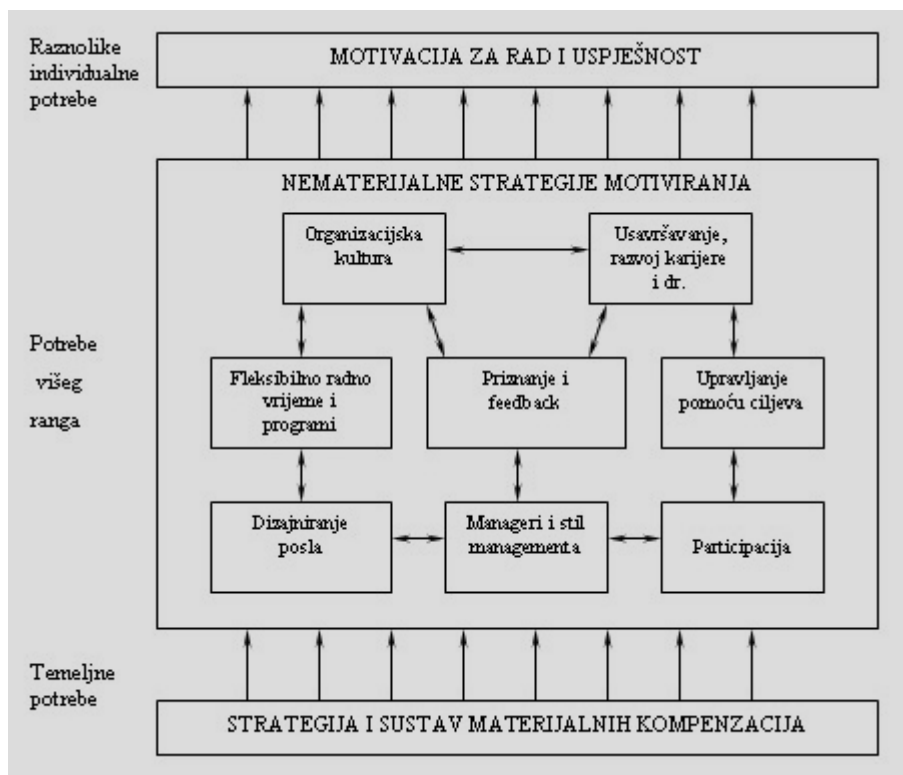 Raznolike
individualne
potrebe
MOTIVACIJA ZA RAD I USPJEŠNOST
NEMATERIJALNE STRATEGIJE MOTIVIRANJA
Organizacijska
kultura
Usavršavanje,
razvoj karijere
i dr.
Potrebe
višeg
ranga
Fleksibilno radno
vrijeme i
programi
Priznanje i
feedback
Upravljanje
pomoću ciljeva
Dizajniranje
posla
Manageri i stil
managementa
Participacija
Temeljne
potrebe
STRATEGIJA I SUSTAV MATERIJALNIH KOMPENZACIJA